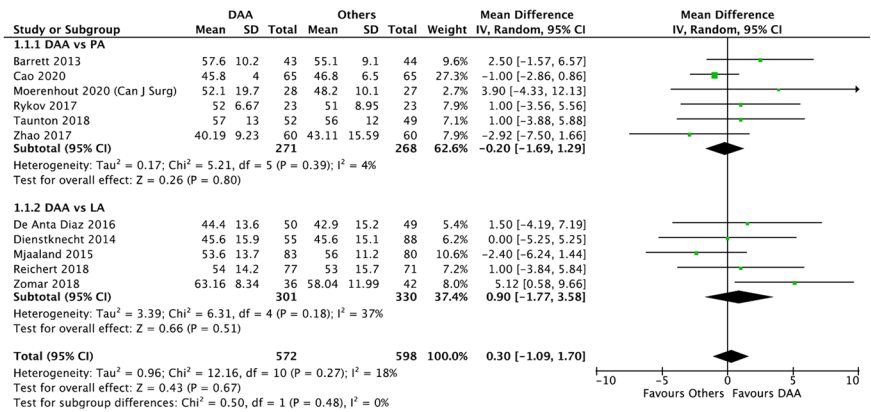 DAA Others Mean Difference Mean Difference
Study or Subgroup Mean SD Total Mean SD Total Weight IV, Random, 95% CI IV, Random, 95% CI
1.1.1 DAA vs PA
Barrett 2013 57.6 10.2 43 55.1 9.1 44 9.6% 2.50 [-1.57, 6.57]
Cao 2020 45.8 4 65 46.8 6.5 65 27.3% -1.00 [-2.86, 0.86]
Moerenhout 2020 (Can J Surg) 52.1 19.7 28 48.2 10.1 27 2.7% 3.90 [-4.33, 12.13]
Rykov 2017 52 6.67 23 51 8.95 23 7.8% 1.00 [-3.56, 5.56]
Taunton 2018 57 13 52 56 12 49 7.1% 1.00 [-3.88, 5.88]
Zhao 2017 40.19 9.23 60 43.11 15.59 60 7.9% -2.92 [-7.50, 1.66]
Subtotal (95% CI) 271 268 62.6% -0.20 [-1.69, 1.29]
Heterogeneity: Tau² = 0.17; Chi² = 5.21, df = 5 (P = 0.39); I² = 4%
Test for overall effect: Z = 0.26 (P = 0.80)
1.1.2 DAA vs LA
De Anta Diaz 2016 44.4 13.6 50 42.9 15.2 49 5.4% 1.50 [-4.19, 7.19]
Dienstknecht 2014 45.6 15.9 55 45.6 15.1 88 6.2% 0.00 [-5.25, 5.25]
Mjaaland 2015 53.6 13.7 83 56 11.2 80 10.6% -2.40 [-6.24, 1.44]
Reichert 2018 54 14.2 77 53 15.7 71 7.2% 1.00 [-3.84, 5.84]
Zomar 2018 63.16 8.34 36 58.04 11.99 42 8.0% 5.12 [0.58, 9.66]
Subtotal (95% CI) 301 330 37.4% 0.90 [-1.77, 3.58]
Heterogeneity: Tau² = 3.39; Chi² = 6.31, df = 4 (P = 0.18); I² = 37%
Test for overall effect: Z = 0.66 (P = 0.51)
Total (95% CI) 572 598 100.0% 0.30 [-1.09, 1.70]
Heterogeneity: Tau² = 0.96; Chi² = 12.16, df = 10 (P = 0.27); I² = 18%
Test for overall effect: Z = 0.43 (P = 0.67)
Test for subgroup differences: Chi² = 0.50, df = 1 (P = 0.48), I² = 0%
-10 -5 0 5 10
Favours Others Favours DAA